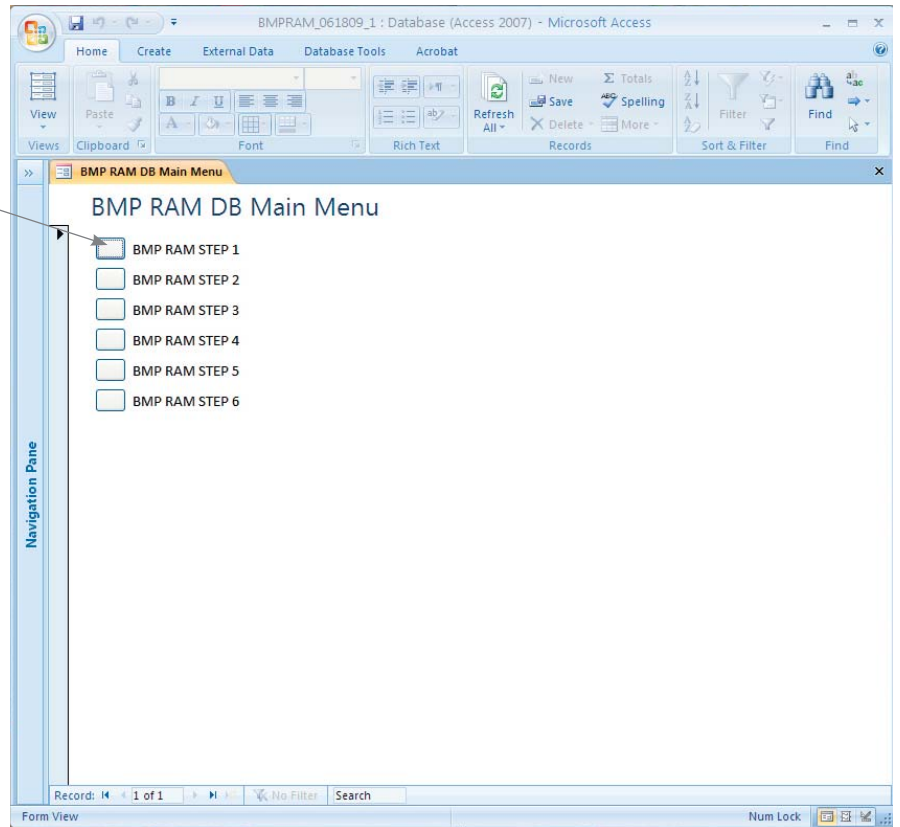 BMPRAM_061809_1 : Database (Access 2007) - Microsoft Access
Home Create External Data Database Tools Acrobat
View
Paste
B I U
A
Refresh All
New
Save
Delete
Σ Totals
Spelling
More
Filter
Find
Views Clipboard Font Rich Text Records Sort & Filter Find
BMP RAM DB Main Menu
BMP RAM DB Main Menu
BMP RAM STEP 1
BMP RAM STEP 2
BMP RAM STEP 3
BMP RAM STEP 4
BMP RAM STEP 5
BMP RAM STEP 6
Navigation Pane
Record: 1 of 1 No Filter Search
Form View Num Lock